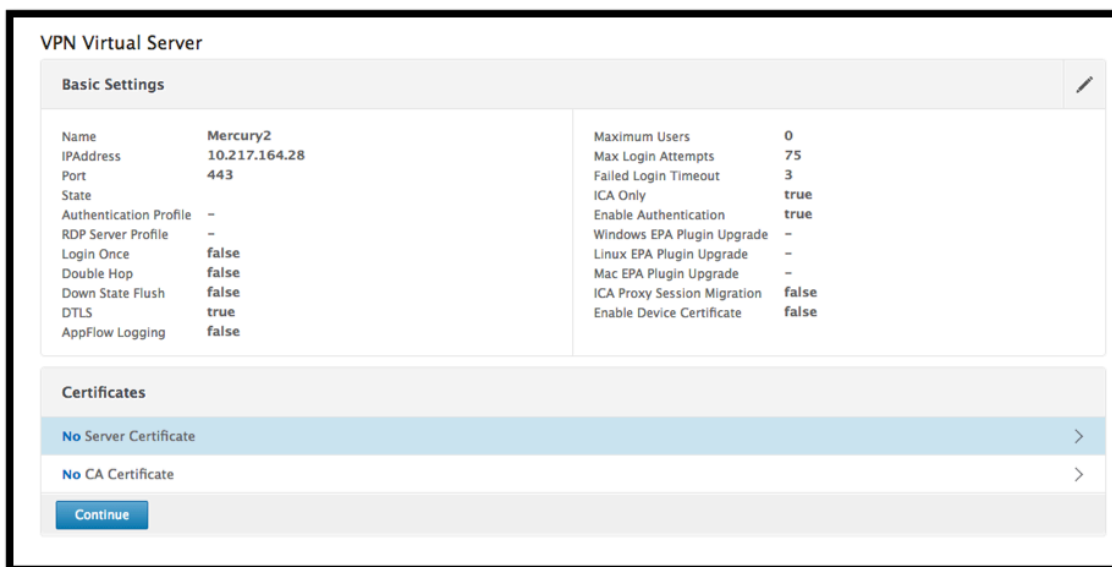 VPN Virtual Server
Basic Settings
Name Mercury2
IPAddress 10.217.164.28
Port 443
State
Authentication Profile –
RDP Server Profile –
Login Once false
Double Hop false
Down State Flush false
DTLS true
AppFlow Logging false
Maximum Users 0
Max Login Attempts 75
Failed Login Timeout 3
ICA Only true
Enable Authentication true
Windows EPA Plugin Upgrade –
Linux EPA Plugin Upgrade –
Mac EPA Plugin Upgrade –
ICA Proxy Session Migration false
Enable Device Certificate false
Certificates
No Server Certificate
No CA Certificate
Continue